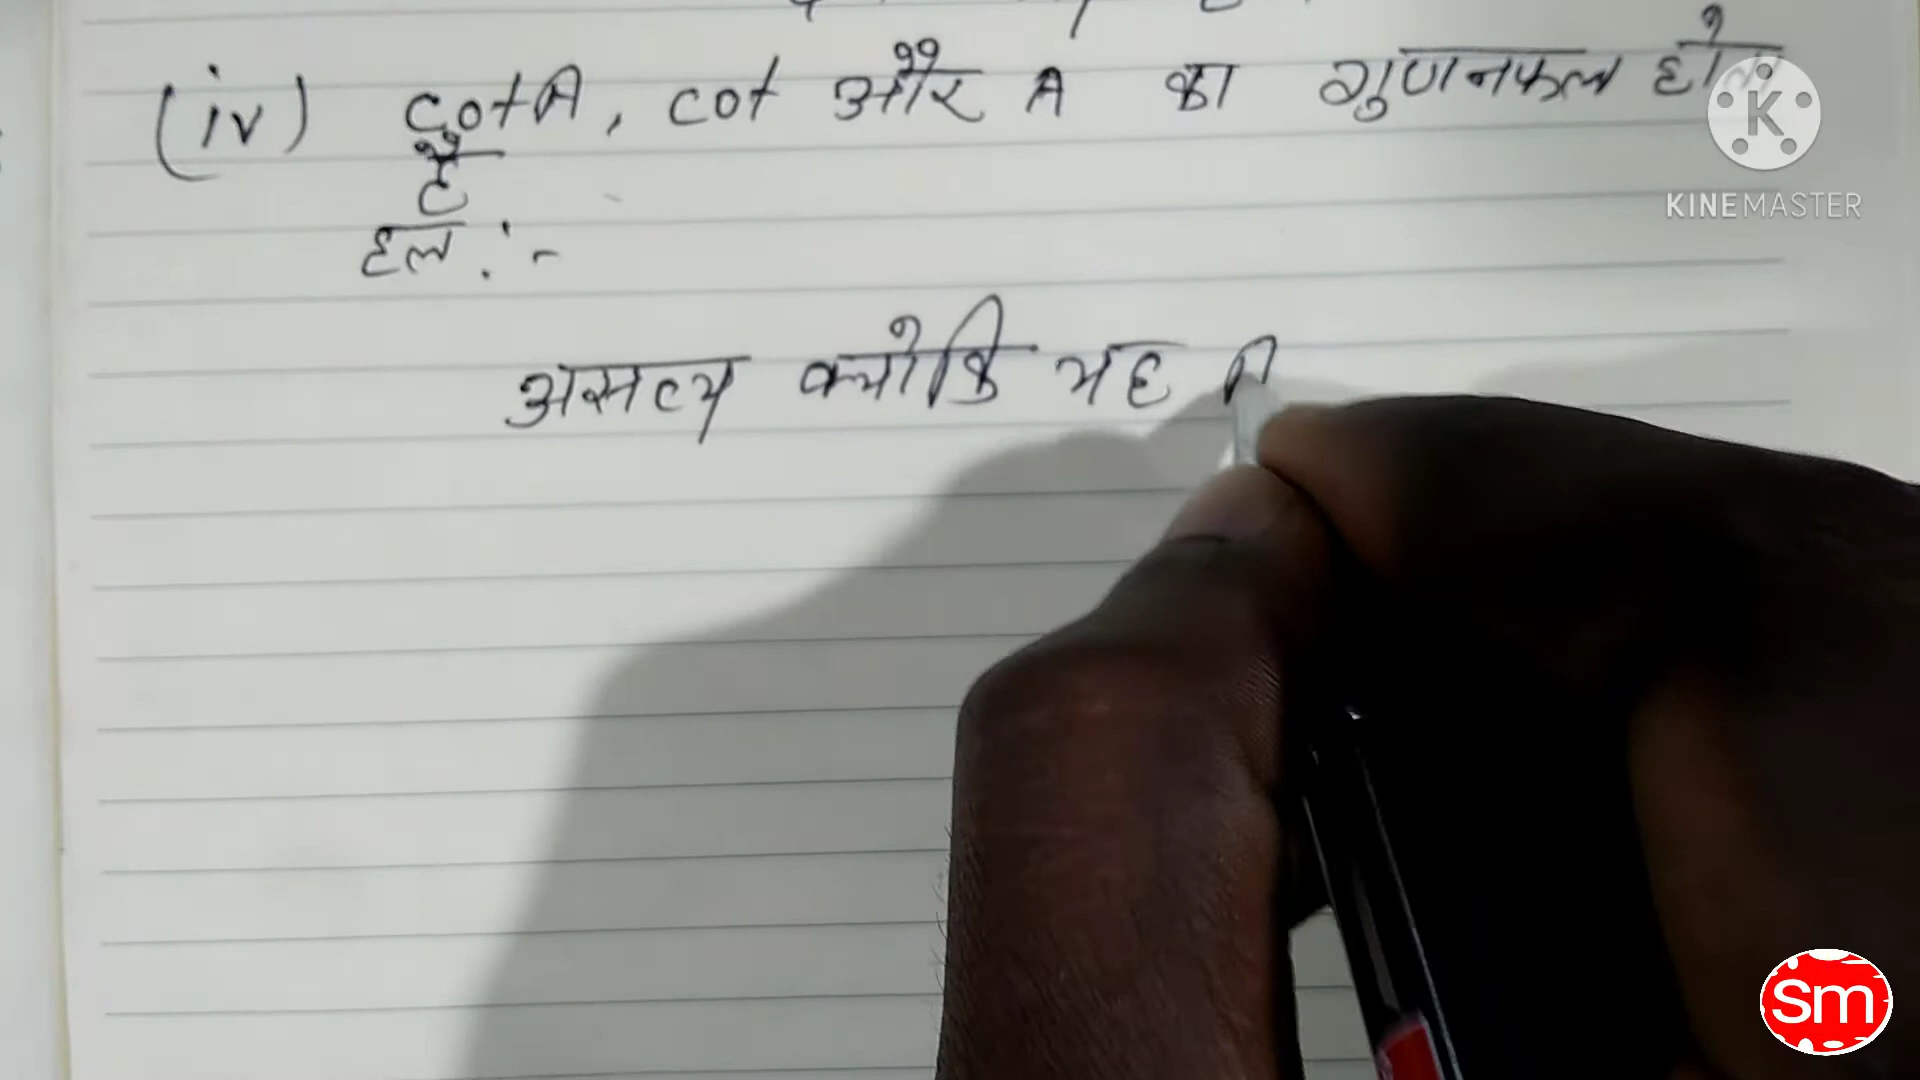 (iv) cotA, cot और A का गुणनफल होता
है
हल :-
असत्य क्योकि यह A
K
KINEMASTER
Sm